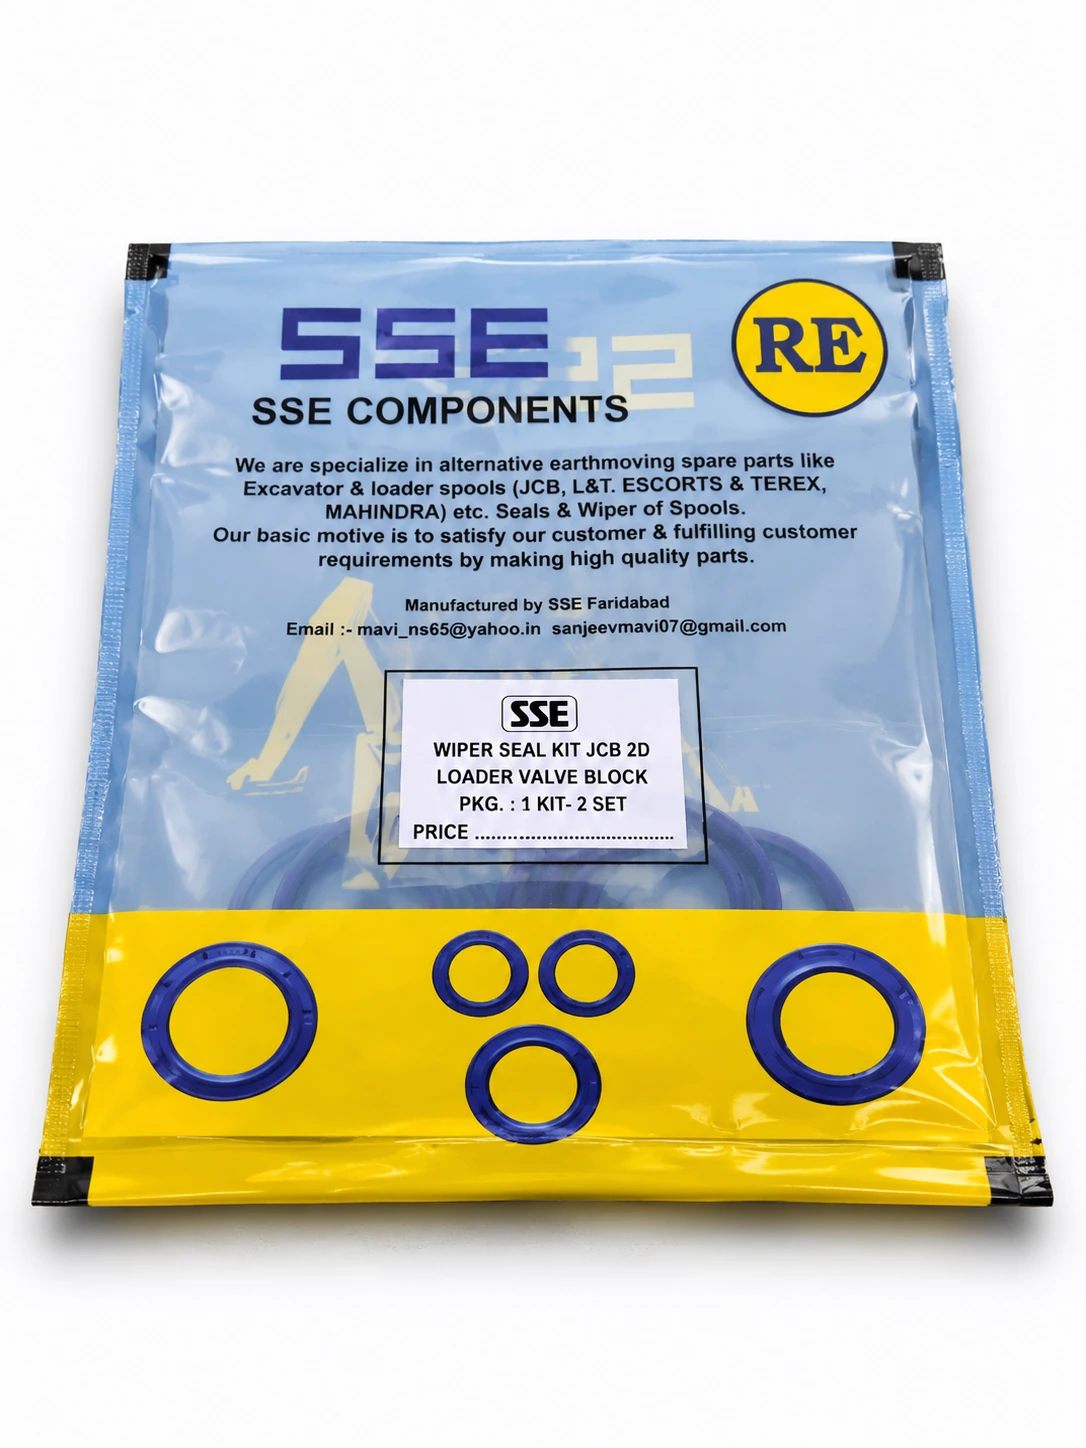 SSE
RE
SSE COMPONENTS
We are specialize in alternative earthmoving spare parts like
Excavator & loader spools (JCB, L&T. ESCORTS & TEREX,
MAHINDRA) etc. Seals & Wiper of Spools.
Our basic motive is to satisfy our customer & fulfilling customer
requirements by making high quality parts.
Manufactured by SSE Faridabad
Email :- mavi_ns65@yahoo.in sanjeevmavi07@gmail.com
SSE
WIPER SEAL KIT JCB 2D
LOADER VALVE BLOCK
PKG. : 1 KIT- 2 SET
PRICE ......................................